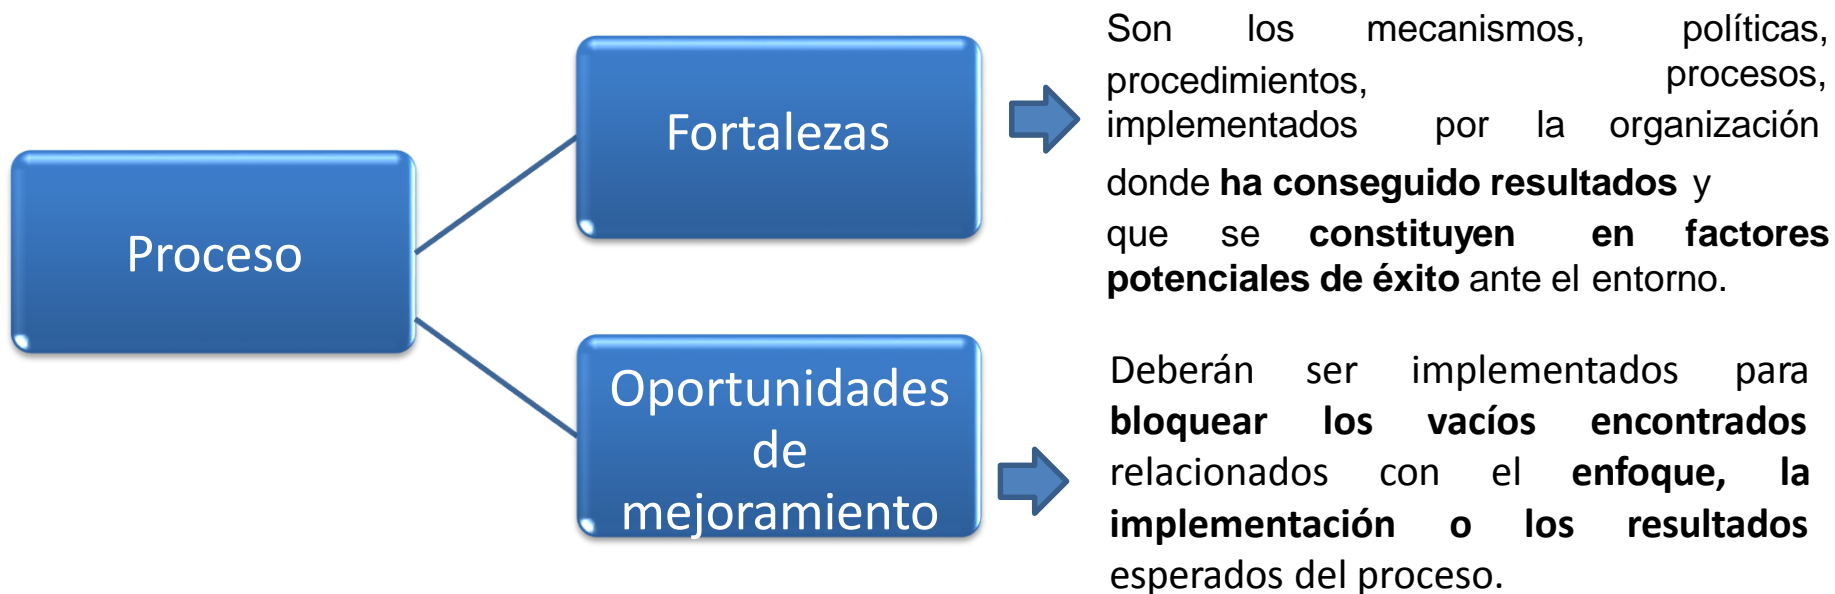 Proceso
Fortalezas
Son los mecanismos, políticas,
procedimientos, procesos,
implementados por la organización
donde ha conseguido resultados y
que se constituyen en factores
potenciales de éxito ante el entorno.
Oportunidades
de
mejoramiento
Deberán ser implementados para
bloquear los vacíos encontrados
relacionados con el enfoque, la
implementación o los resultados
esperados del proceso.